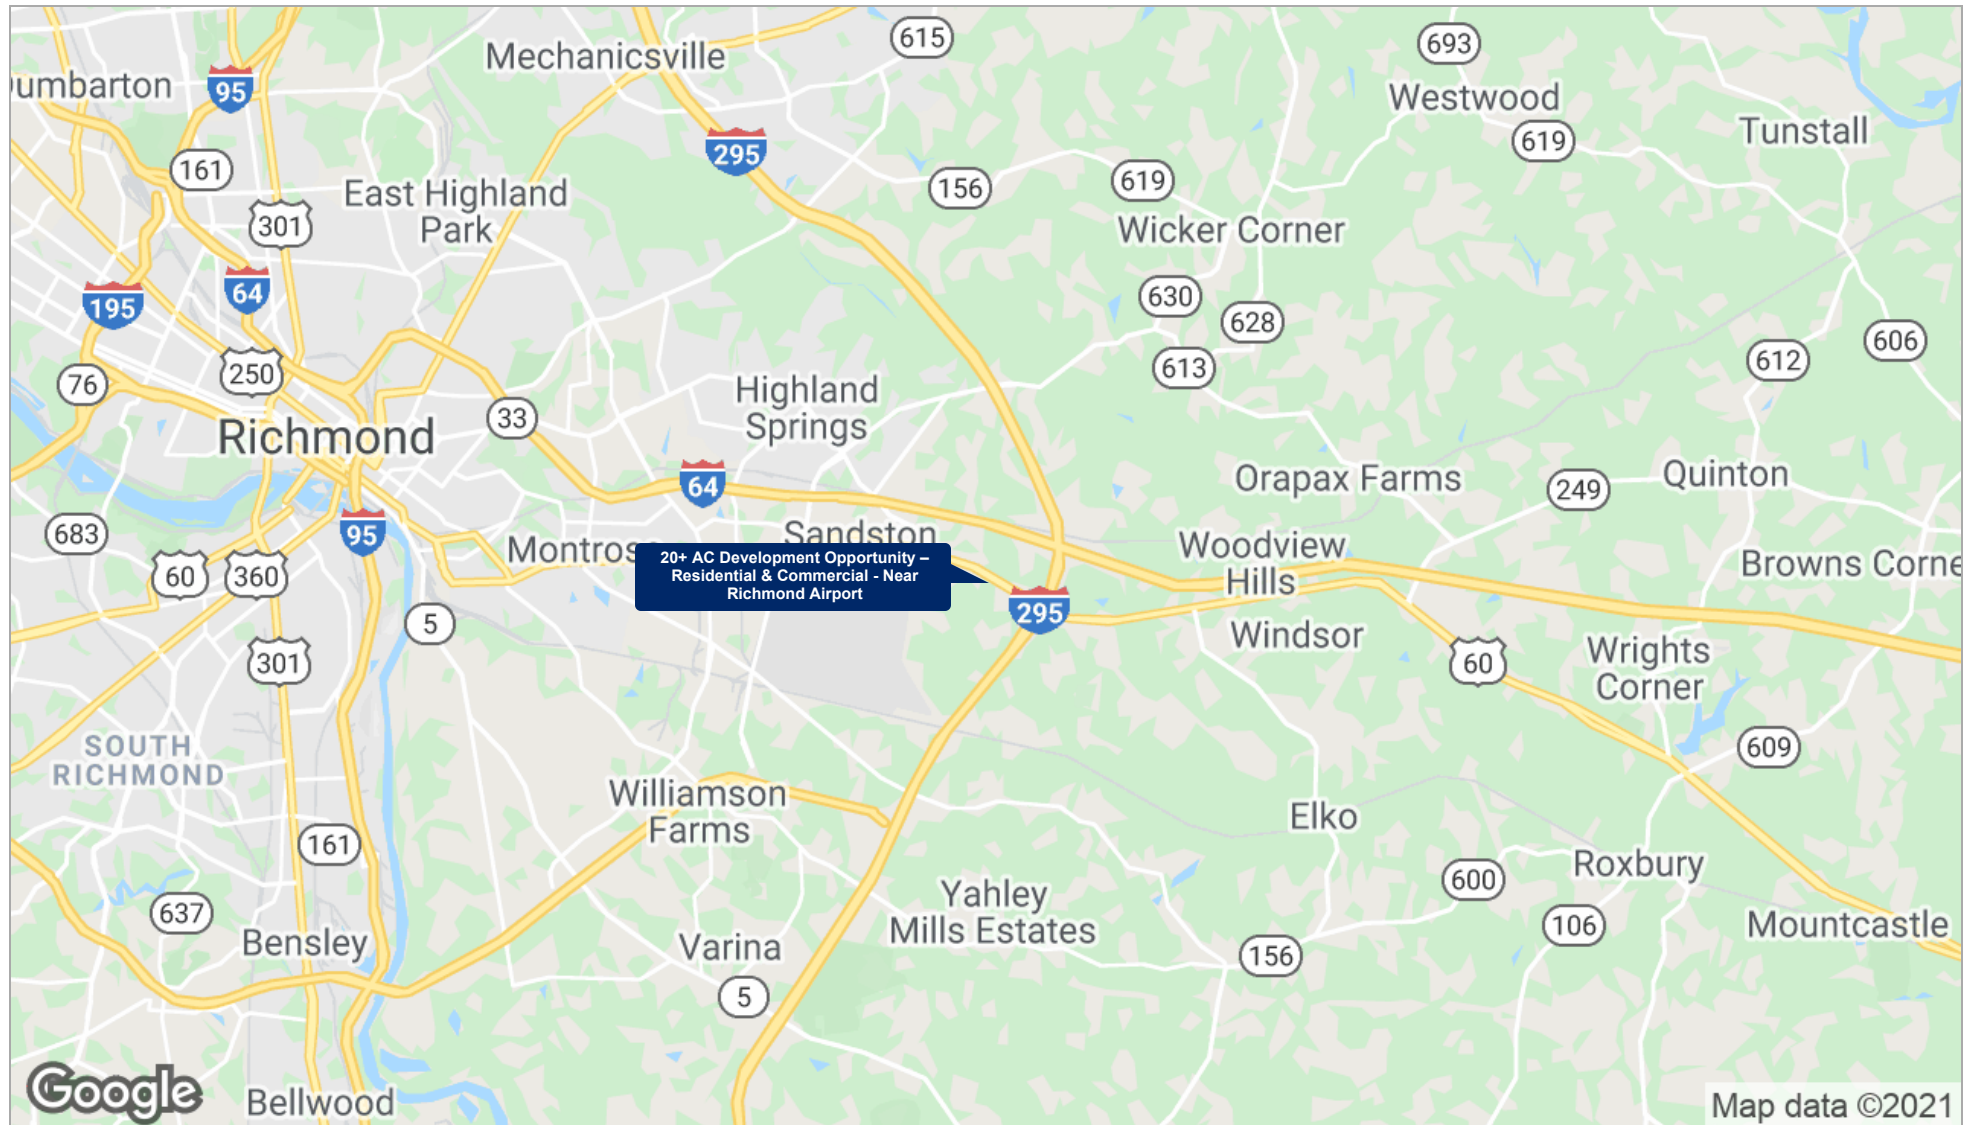 615
693
Mechanicsville
Westwood
umbarton
95
Tunstall
619
295
161
156
619
East Highland
Park
301
Wicker Corner
64
195
630
628
606
612
613
250
76
Highland
Springs
33
Richmond
Orapax Farms
249
Quinton
64
683
95
Sandston
Montros
Woodview
Hills
Browns Corne
20+ AC Development Opportunity –
Residential & Commercial - Near
Richmond Airport
60
360
295
5
Windsor
301
60
Wrights
Corner
SOUTH
RICHMOND
609
Williamson
Farms
Elko
161
Roxbury
600
Yahley
Mills Estates
637
106
Mountcastle
Bensley
Varina
156
5
Google
Bellwood
Map data ©2021